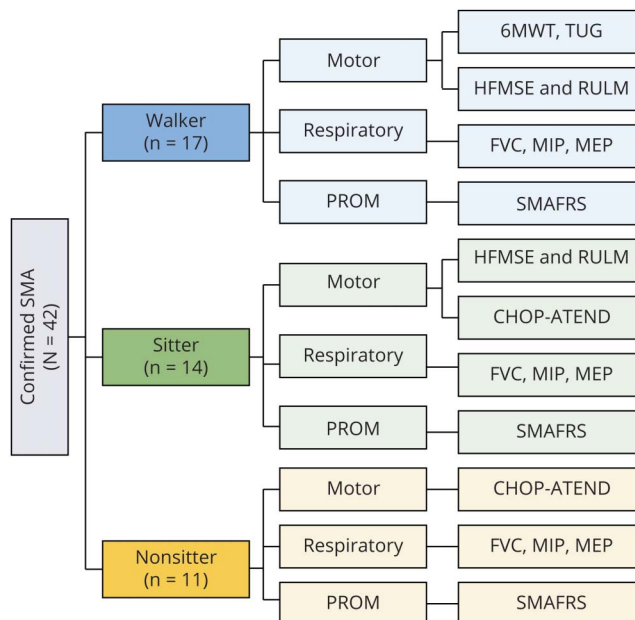 Confirmed SMA
(N = 42)
Walker
(n = 17)
Motor
6MWT, TUG
HFMSE and RULM
Respiratory
FVC, MIP, MEP
PROM
SMAFRS
Sitter
(n = 14)
Motor
HFMSE and RULM
CHOP-ATEND
Respiratory
FVC, MIP, MEP
PROM
SMAFRS
Nonsitter
(n = 11)
Motor
CHOP-ATEND
Respiratory
FVC, MIP, MEP
PROM
SMAFRS